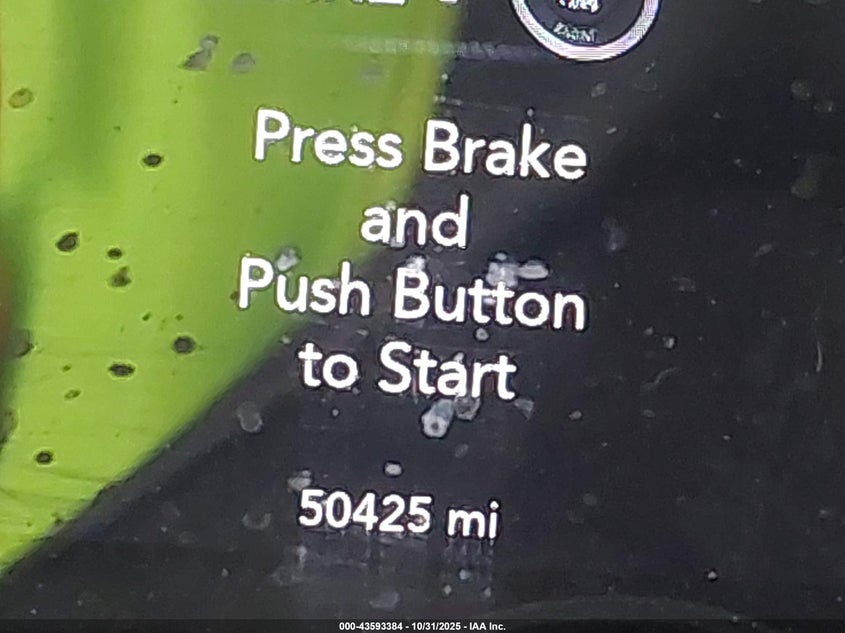 Press Brake
and
Push Button
to Start
50425 mi
000-43593384 - 10/31/2025 - IAA Inc.